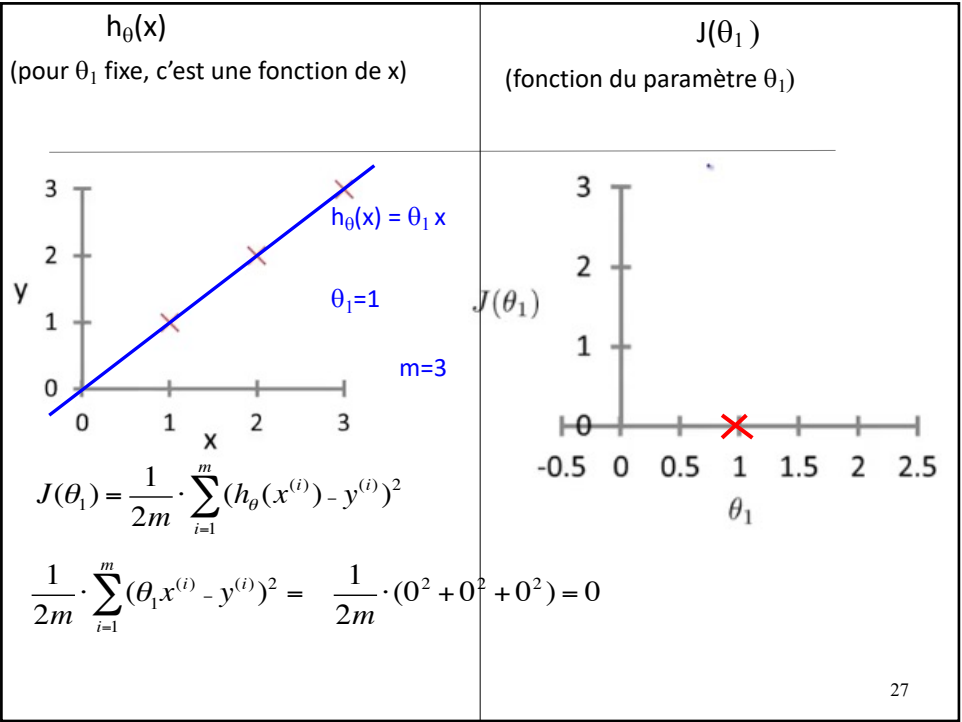 hθ(x)
(pour θ₁ fixe, c’est une fonction de x)
3
2
y
1
0
0 1 2 3
x
hθ(x) = θ₁ x
θ₁=1
m=3
J(θ₁) = 1/2m · ∑_{i=1}^{m} (hθ(x⁽ⁱ⁾) - y⁽ⁱ⁾)²
1/2m · ∑_{i=1}^{m} (θ₁x⁽ⁱ⁾ - y⁽ⁱ⁾)² = 1/2m · (0² + 0² + 0²) = 0
J(θ₁ )
(fonction du paramètre θ₁)
3
2
J(θ₁)
1
0
-0.5 0 0.5 1 1.5 2 2.5
θ₁
27